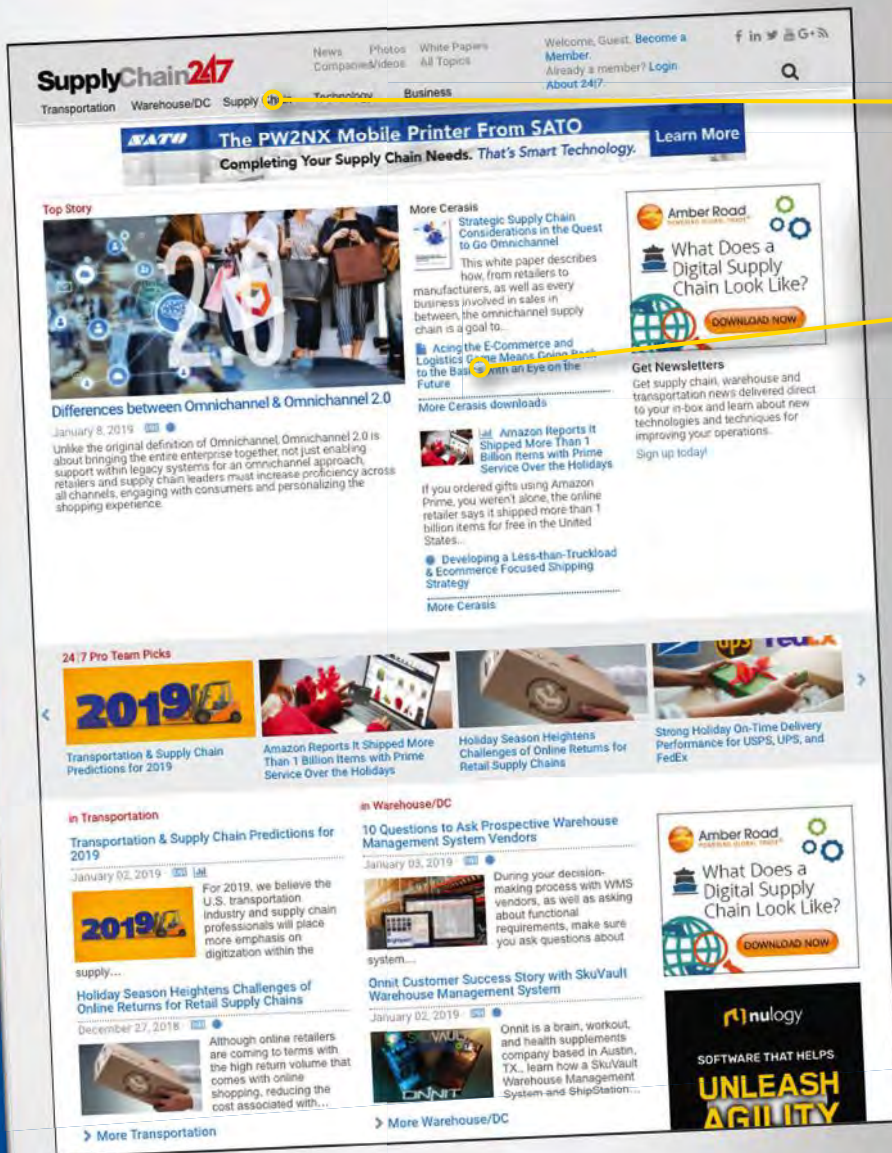 SupplyChain247
News Photos White Papers
Companies Videos All Topics
Welcome, Guest. Become a
Member.
Already a member? Login
About 24|7
f in G+
Transportation Warehouse/DC Supply Chain Technology Business
SATO
The PW2NX Mobile Printer From SATO
Completing Your Supply Chain Needs. That's Smart Technology.
Learn More
Top Story
2.0
Differences between Omnichannel & Omnichannel 2.0
January 8, 2019
Unlike the original definition of Omnichannel, Omnichannel 2.0 is
about bringing the entire enterprise together, not just enabling
support within legacy systems for an omnichannel approach,
retailers and supply chain leaders must increase proficiency across
all channels, engaging with consumers and personalizing the
shopping experience.
More Cerasis
Strategic Supply Chain
Considerations in the Quest
to Go Omnichannel
This white paper describes
how, from retailers to
manufacturers, as well as every
business involved in sales in
between, the omnichannel supply
chain is a goal to...
Acing the E-Commerce and
Logistics Game Means Going Back
to the Basics with an Eye on the
Future
More Cerasis downloads
Amazon Reports It
Shipped More Than 1
Billion Items with Prime
Service Over the Holidays
If you ordered gifts using Amazon
Prime, you weren't alone, the online
retailer says it shipped more than 1
billion items for free in the United
States...
Developing a Less-than-Truckload
& Ecommerce Focused Shipping
Strategy
More Cerasis
Amber Road
POWERING GLOBAL TRADE
What Does a
Digital Supply
Chain Look Like?
DOWNLOAD NOW
Get Newsletters
Get supply chain, warehouse and
transportation news delivered direct
to your in-box and learn about new
technologies and techniques for
improving your operations.
Sign up today!
24|7 Pro Team Picks
2019
Transportation & Supply Chain
Predictions for 2019
Amazon Reports It Shipped More
Than 1 Billion Items with Prime
Service Over the Holidays
Holiday Season Heightens
Challenges of Online Returns for
Retail Supply Chains
ups FedEx
Strong Holiday On-Time Delivery
Performance for USPS, UPS, and
FedEx
in Transportation
Transportation & Supply Chain Predictions for
2019
January 02, 2019
2019
For 2019, we believe the
U.S. transportation
industry and supply chain
professionals will place
more emphasis on
digitization within the
supply...
Holiday Season Heightens Challenges of
Online Returns for Retail Supply Chains
December 27, 2018
Although online retailers
are coming to terms with
the high return volume that
comes with online
shopping, reducing the
cost associated with...
More Transportation
in Warehouse/DC
10 Questions to Ask Prospective Warehouse
Management System Vendors
January 03, 2019
During your decision-
making process with WMS
vendors, as well as asking
about functional
requirements, make sure
you ask questions about
system...
Onnit Customer Success Story with SkuVault
Warehouse Management System
January 02, 2019
SKUVAULT
ONNIT
Onnit is a brain, workout,
and health supplements
company based in Austin,
TX., learn how a SkuVault
Warehouse Management
System and ShipStation...
More Warehouse/DC
Amber Road
POWERING GLOBAL TRADE
What Does a
Digital Supply
Chain Look Like?
DOWNLOAD NOW
nulogy
SOFTWARE THAT HELPS
UNLEASH
AGILITY